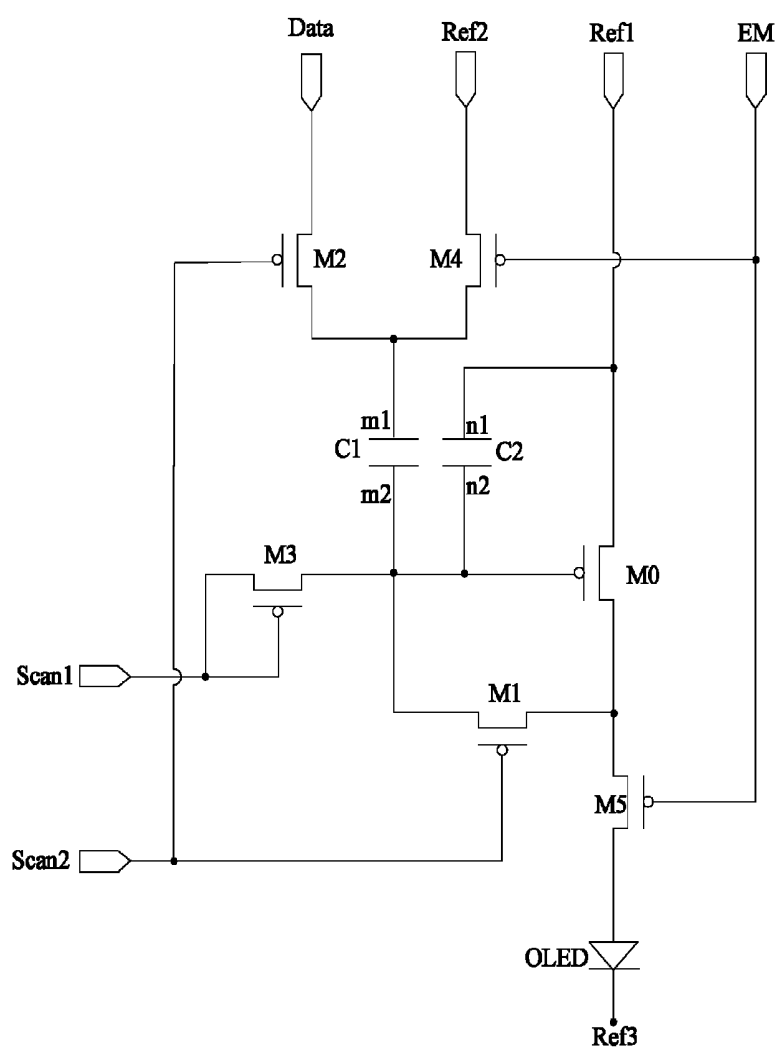 Data
Ref2
Ref1
EM
M2
M4
m1
n1
C1
C2
m2
n2
M3
M0
Scan1
M1
M5
Scan2
OLED
Ref3